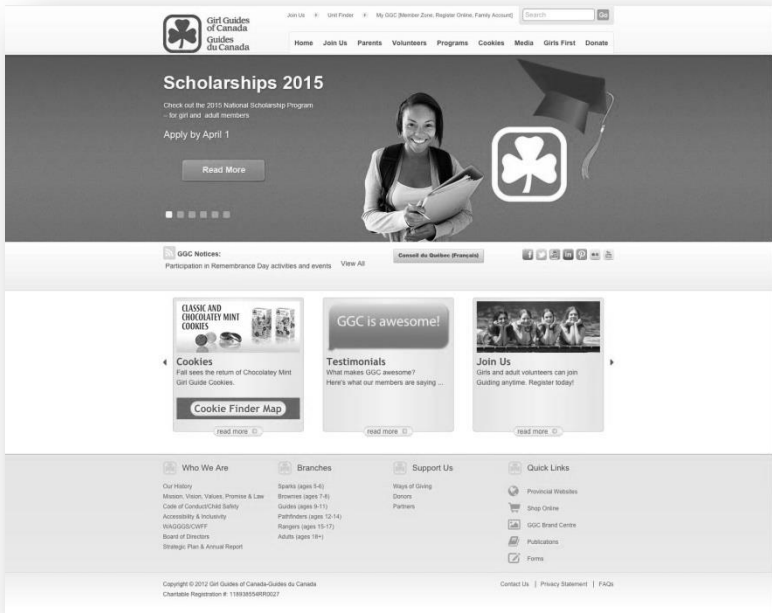 Girl Guides
of Canada
Guides
du Canada
Join Us
Unit Finder
My GGC [Member Zone, Register Online, Family Account]
Search
Go
Home Join Us Parents Volunteers Programs Cookies Media Girls First Donate
Scholarships 2015
Check out the 2015 National Scholarship Program
– for girl and adult members
Apply by April 1
Read More
GGC Notices:
Participation in Remembrance Day activities and events View All
Conseil du Québec (Français)
CLASSIC AND
CHOCOLATEY MINT
COOKIES
Cookies
Fall sees the return of Chocolatey Mint
Girl Guide Cookies.
Cookie Finder Map
read more
GGC is awesome!
Testimonials
What makes GGC awesome?
Here's what our members are saying ...
read more
Join Us
Girls and adult volunteers can join
Guiding anytime. Register today!
read more
Who We Are
Our History
Mission, Vision, Values, Promise & Law
Code of Conduct/Child Safety
Accessibility & Inclusivity
WAGGGS/CWFF
Board of Directors
Strategic Plan & Annual Report
Branches
Sparks (ages 5-6)
Brownies (ages 7-8)
Guides (ages 9-11)
Pathfinders (ages 12-14)
Rangers (ages 15-17)
Adults (ages 18+)
Support Us
Ways of Giving
Donors
Partners
Quick Links
Provincial Websites
Shop Online
GGC Brand Centre
Publications
Forms
Copyright © 2012 Girl Guides of Canada-Guides du Canada
Charitable Registration #: 118938554RR0027
Contact Us | Privacy Statement | FAQs